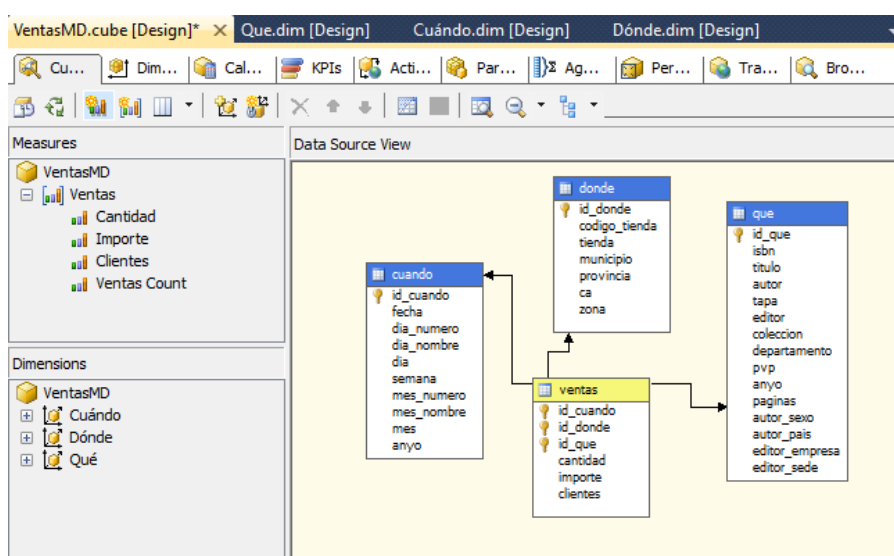 VentasMD.cube [Design]* Que.dim [Design] Cuándo.dim [Design] Dónde.dim [Design]
Cu... Dim... Cal... KPIs Acti... Par... Ag... Per... Tra... Bro...
Measures
VentasMD
Ventas
Cantidad
Importe
Clientes
Ventas Count
Dimensions
VentasMD
Cuándo
Dónde
Qué
Data Source View
donde
id_donde
codigo_tienda
tienda
municipio
provincia
ca
zona
que
id_que
isbn
titulo
autor
tapa
editor
coleccion
departamento
pvp
anyo
paginas
autor_sexo
autor_pais
editor_empresa
editor_sede
cuando
id_cuando
fecha
dia_numero
dia_nombre
dia
semana
mes_numero
mes_nombre
mes
anyo
ventas
id_cuando
id_donde
id_que
cantidad
importe
clientes